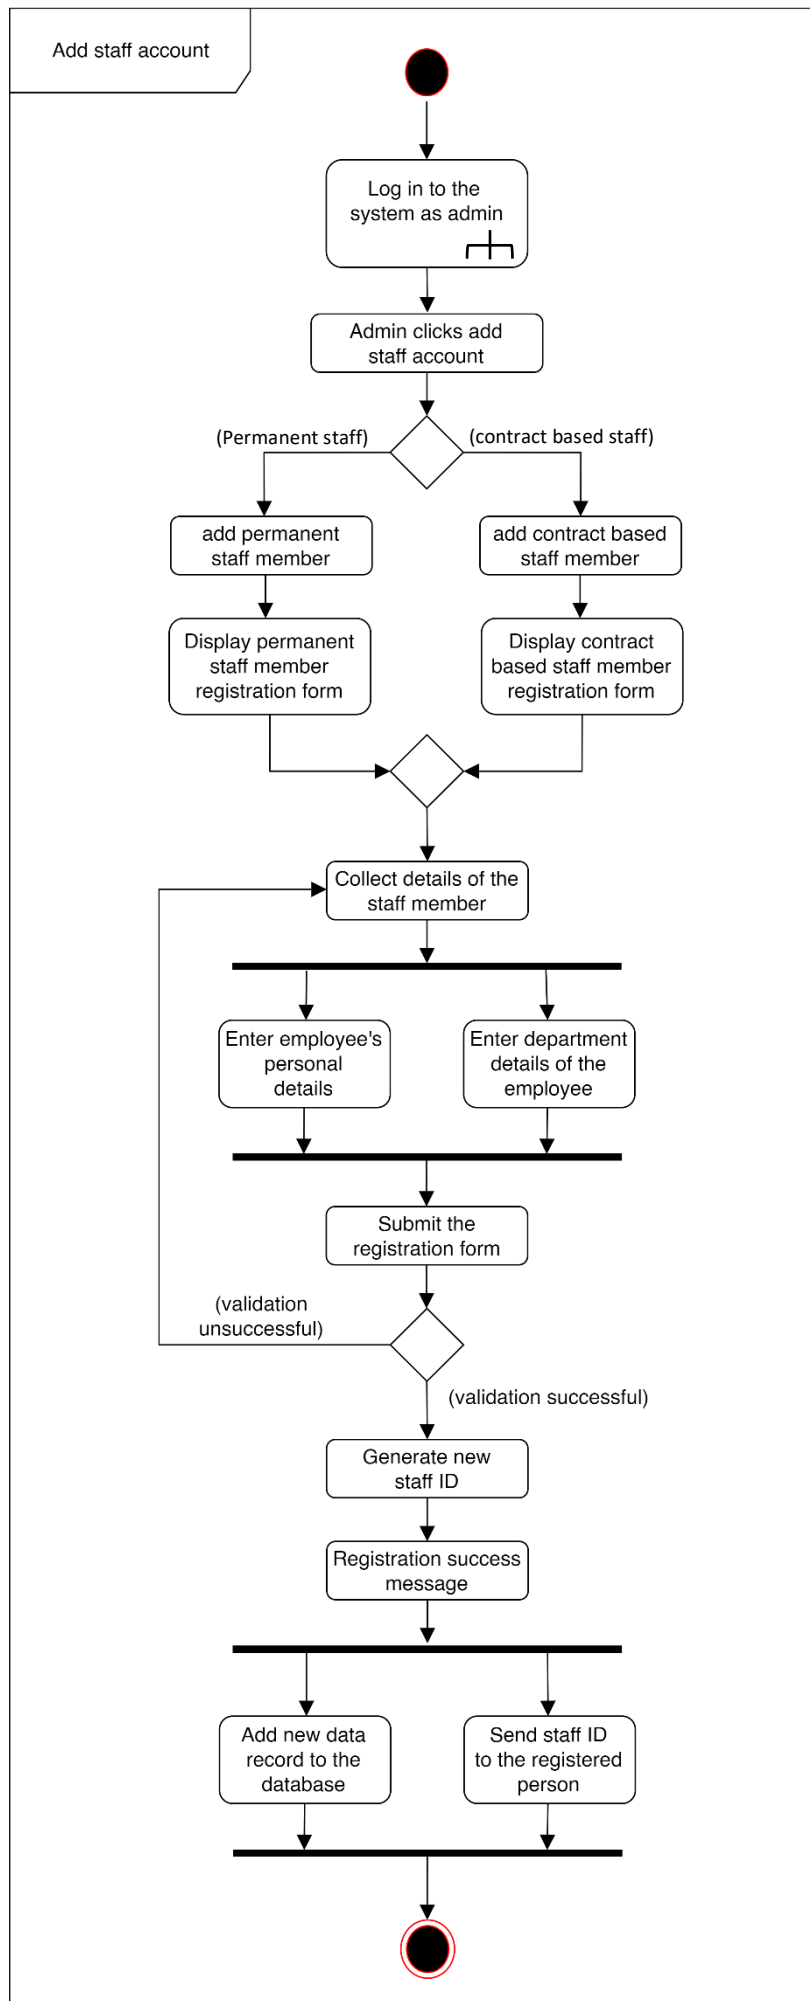 Add staff account
Log in to the
system as admin
Admin clicks add
staff account
(Permanent staff)
(contract based staff)
add permanent
staff member
add contract based
staff member
Display permanent
staff member
registration form
Display contract
based staff member
registration form
Collect details of the
staff member
Enter employee's
personal
details
Enter department
details of the
employee
Submit the
registration form
(validation
unsuccessful)
(validation successful)
Generate new
staff ID
Registration success
message
Add new data
record to the
database
Send staff ID
to the registered
person